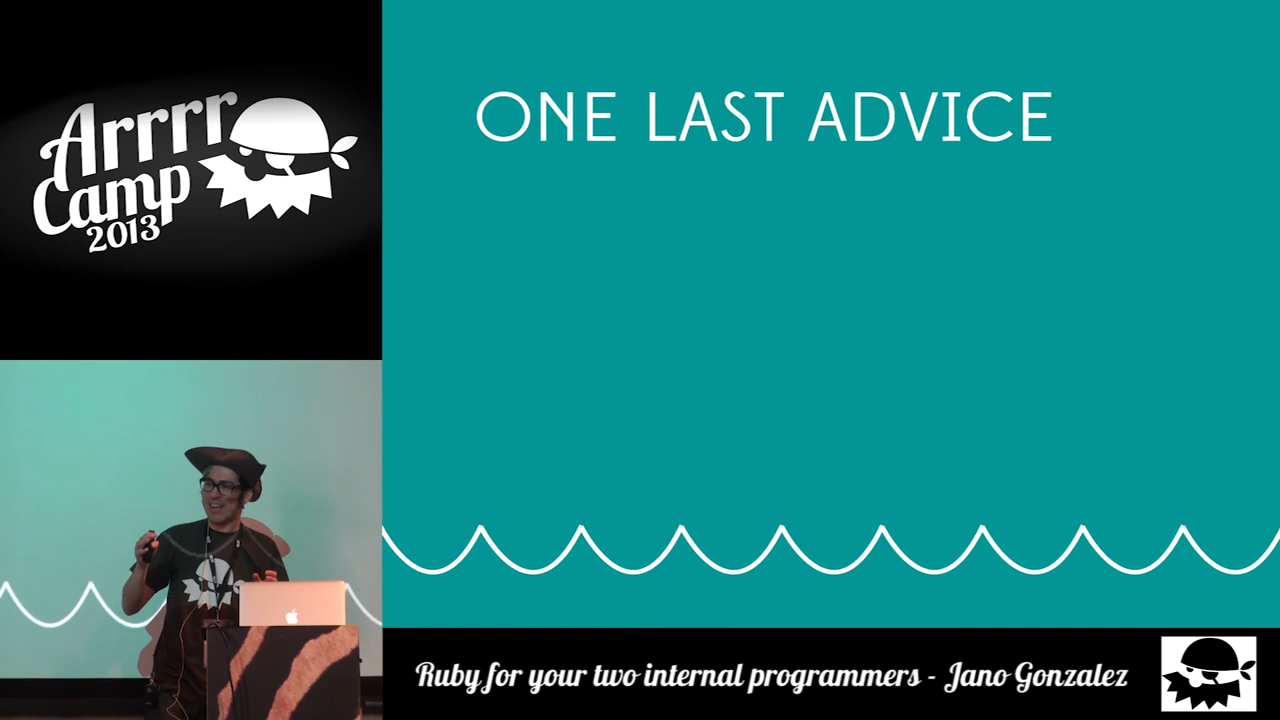 Arrrr
Camp
2013
ONE LAST ADVICE
Ruby for your two internal programmers - Jano Gonzalez